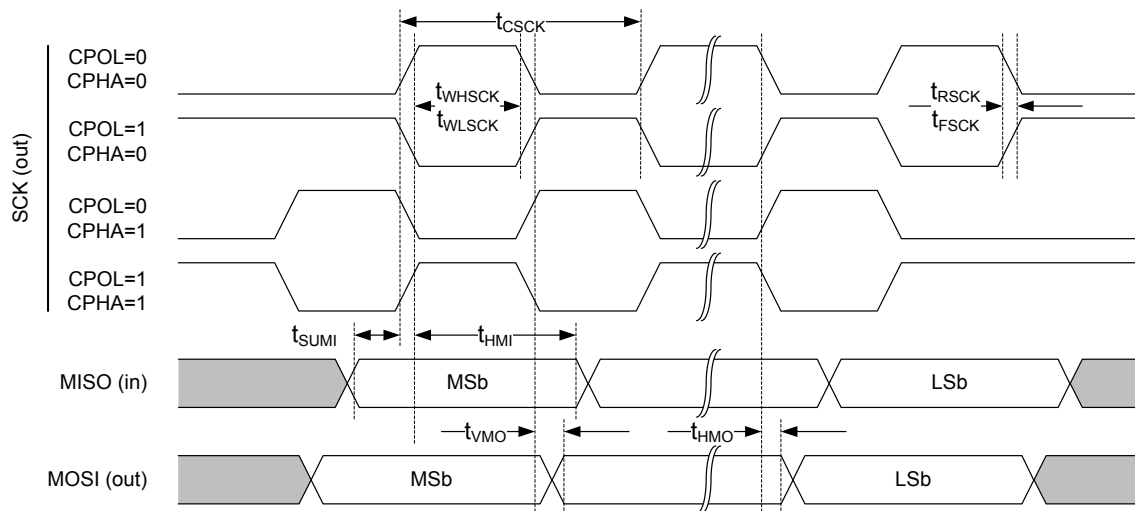 tCSCK
SCK (out)
CPOL=0
CPHA=0
tWHSCK
tWLSCK
tRSCK
tFSCK
CPOL=1
CPHA=0
CPOL=0
CPHA=1
CPOL=1
CPHA=1
tSUMI
tHMI
MISO (in)
MSb
LSb
tVMO
tHMO
MOSI (out)
MSb
LSb